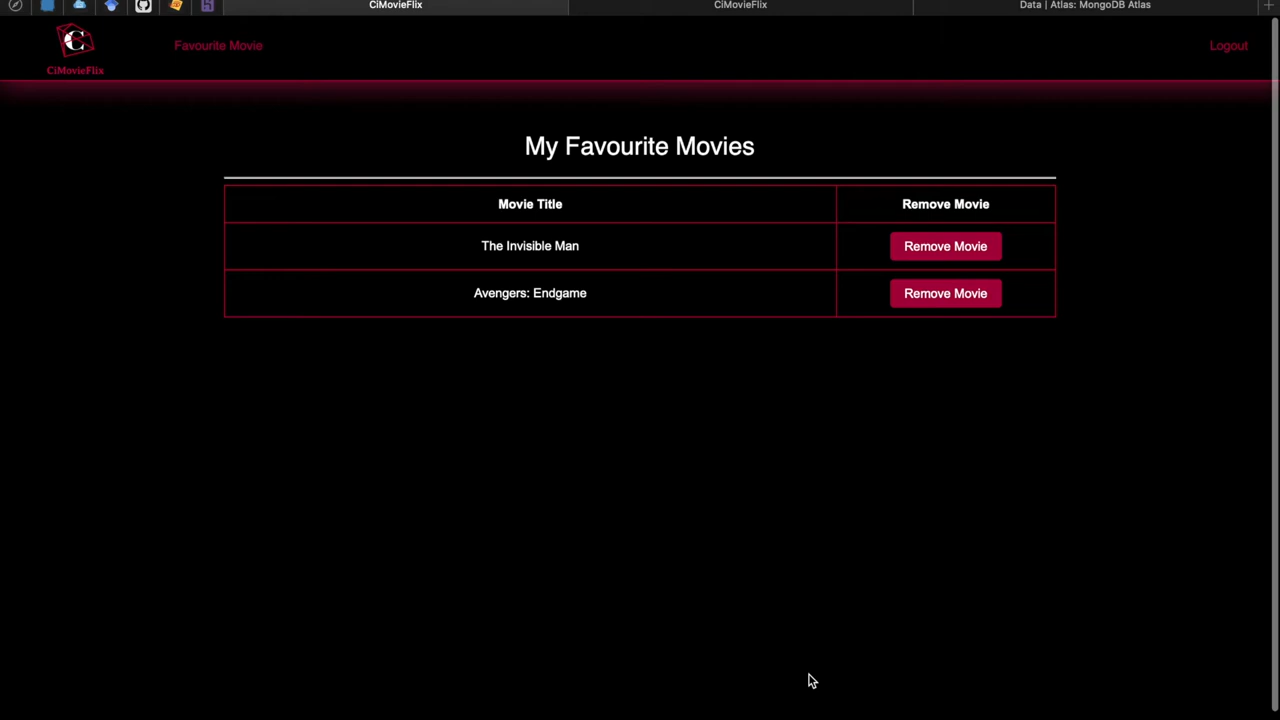 CiMovieFlix CiMovieFlix Data | Atlas: MongoDB Atlas
C
CiMovieFlix
Favourite Movie Logout
My Favourite Movies
Movie Title Remove Movie
The Invisible Man Remove Movie
Avengers: Endgame Remove Movie